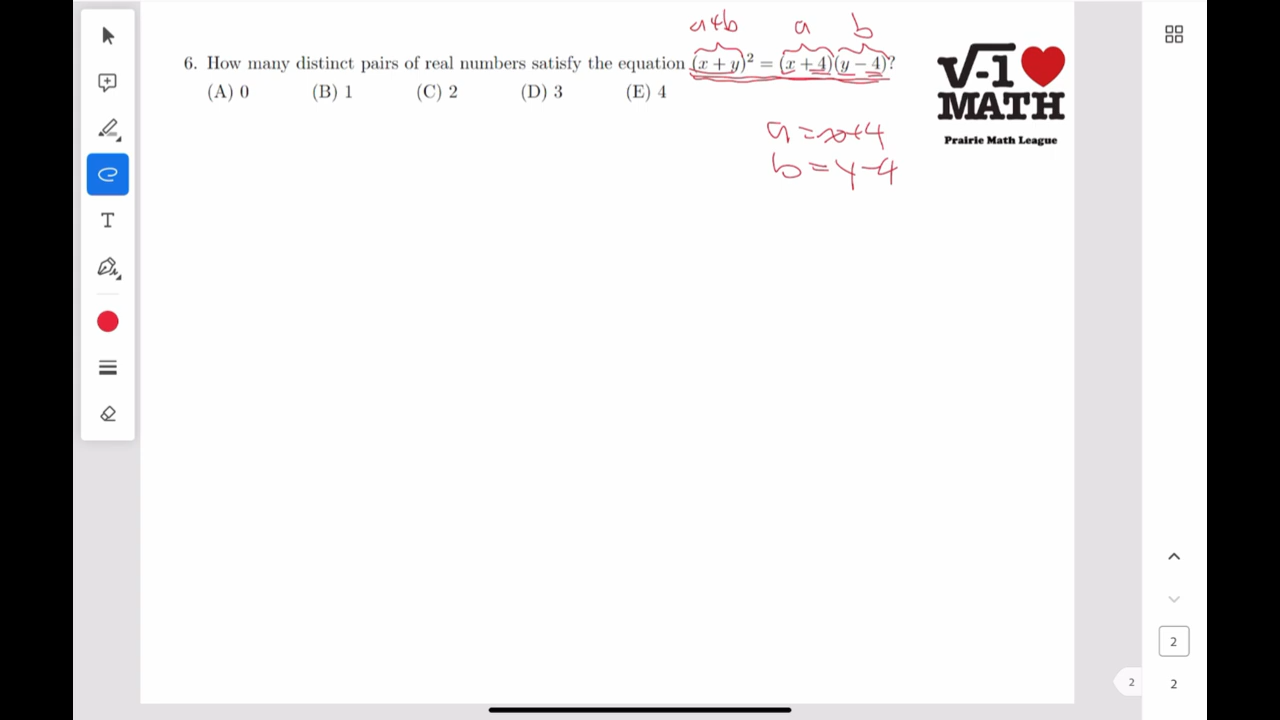 a+b a b
6. How many distinct pairs of real numbers satisfy the equation (x + y)² = (x + 4)(y − 4)?
(A) 0 (B) 1 (C) 2 (D) 3 (E) 4
√-1 ❤
MATH
Prairie Math League
a = x+4
b = y-4
T
2
2
2